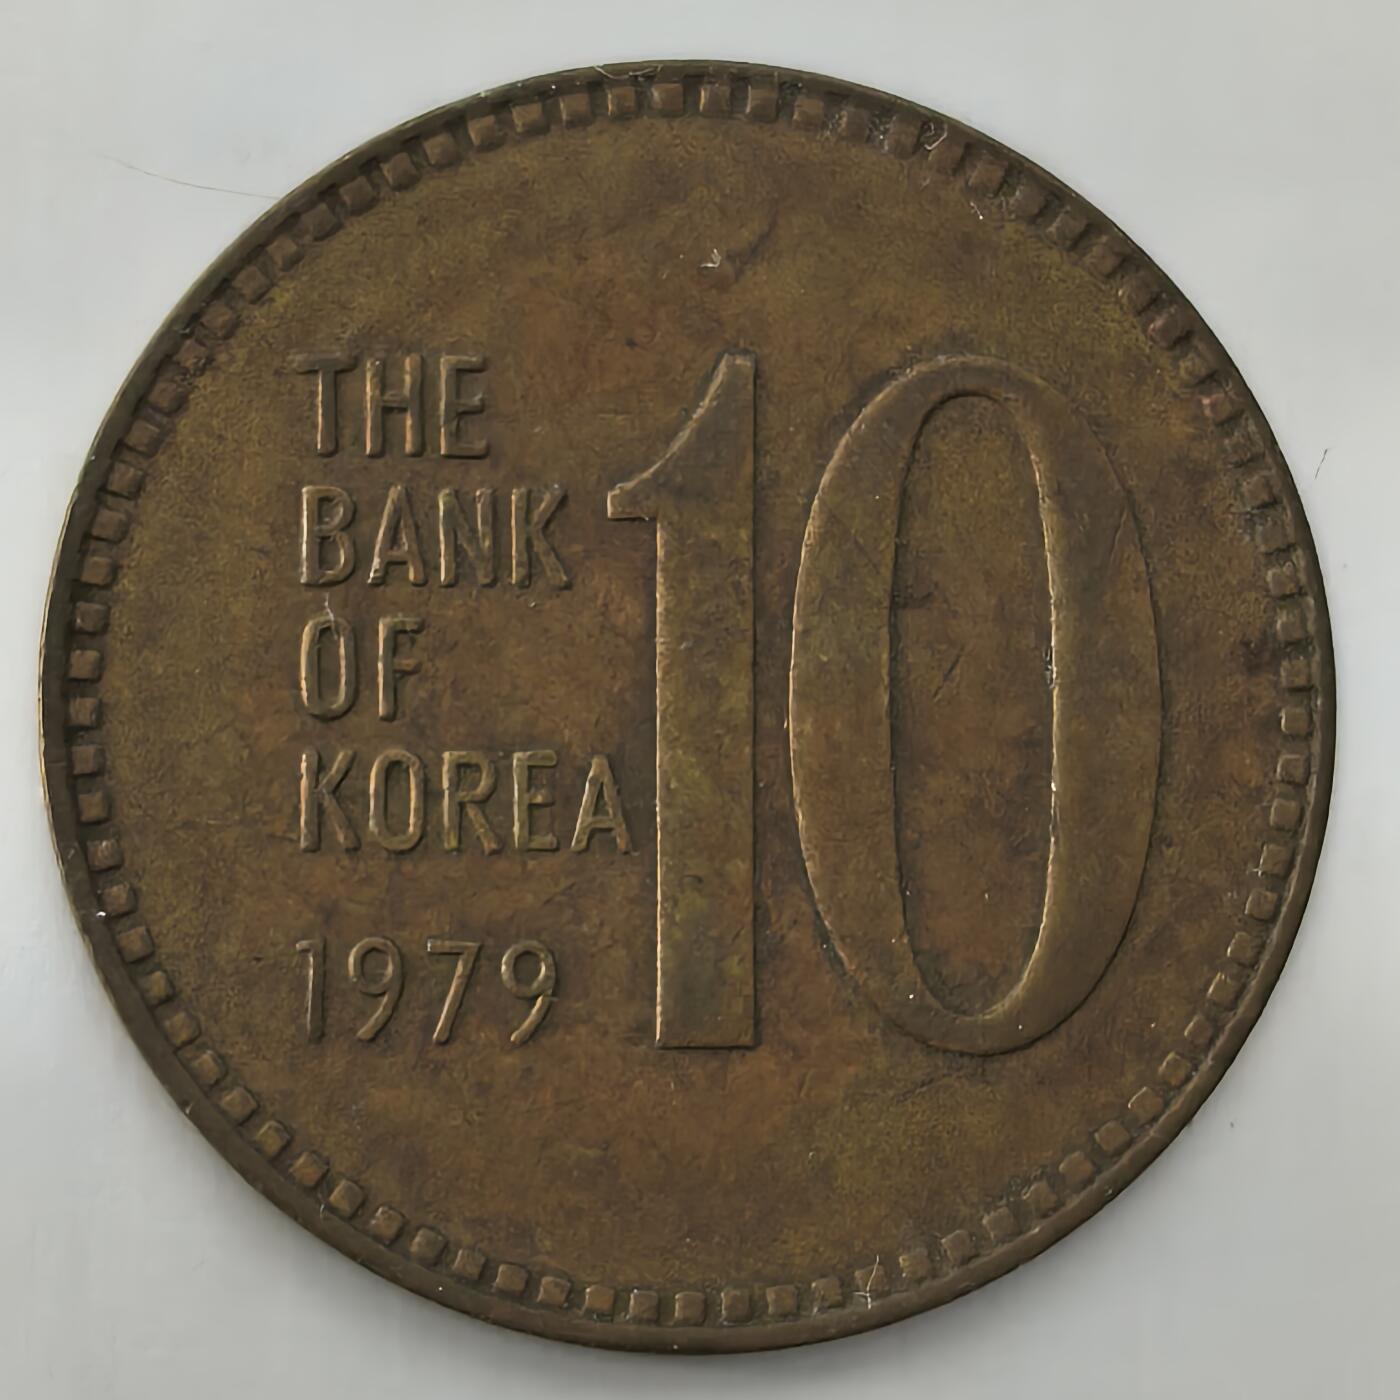 THE
BANK
OF
KOREA
1979
10